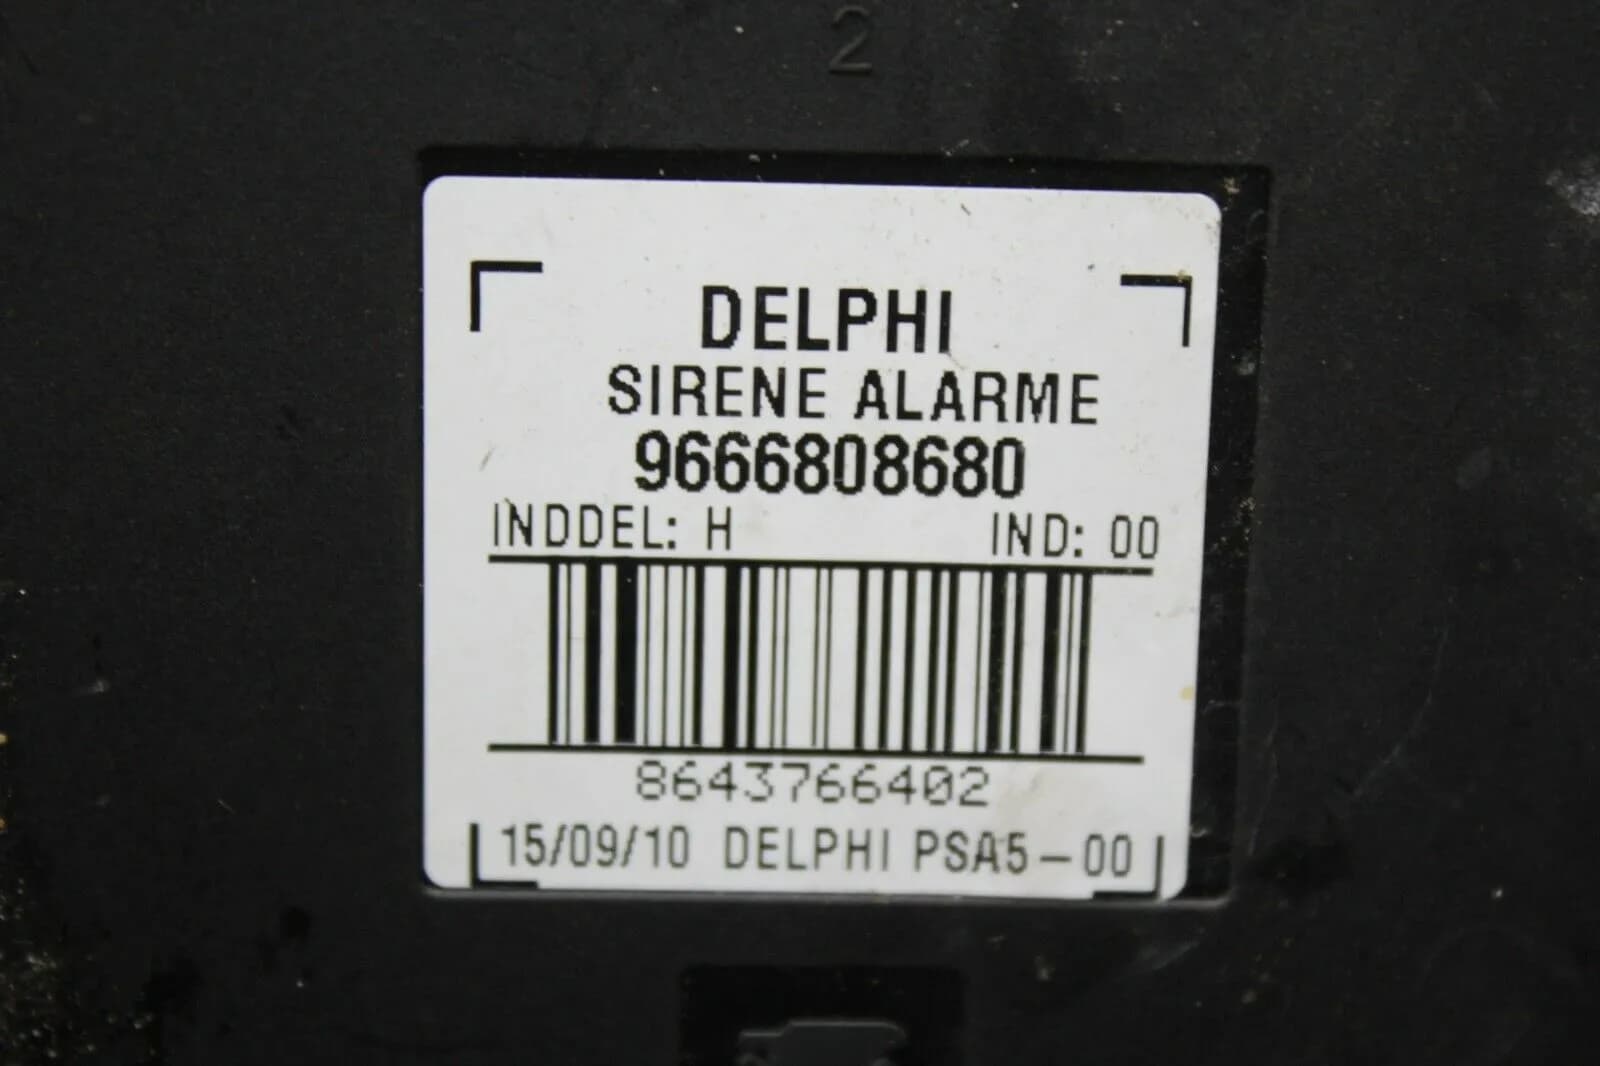 2
DELPHI
SIRENE ALARME
9666808680
INDDEL: H IND: 00
8643766402
15/09/10 DELPHI PSA5-00